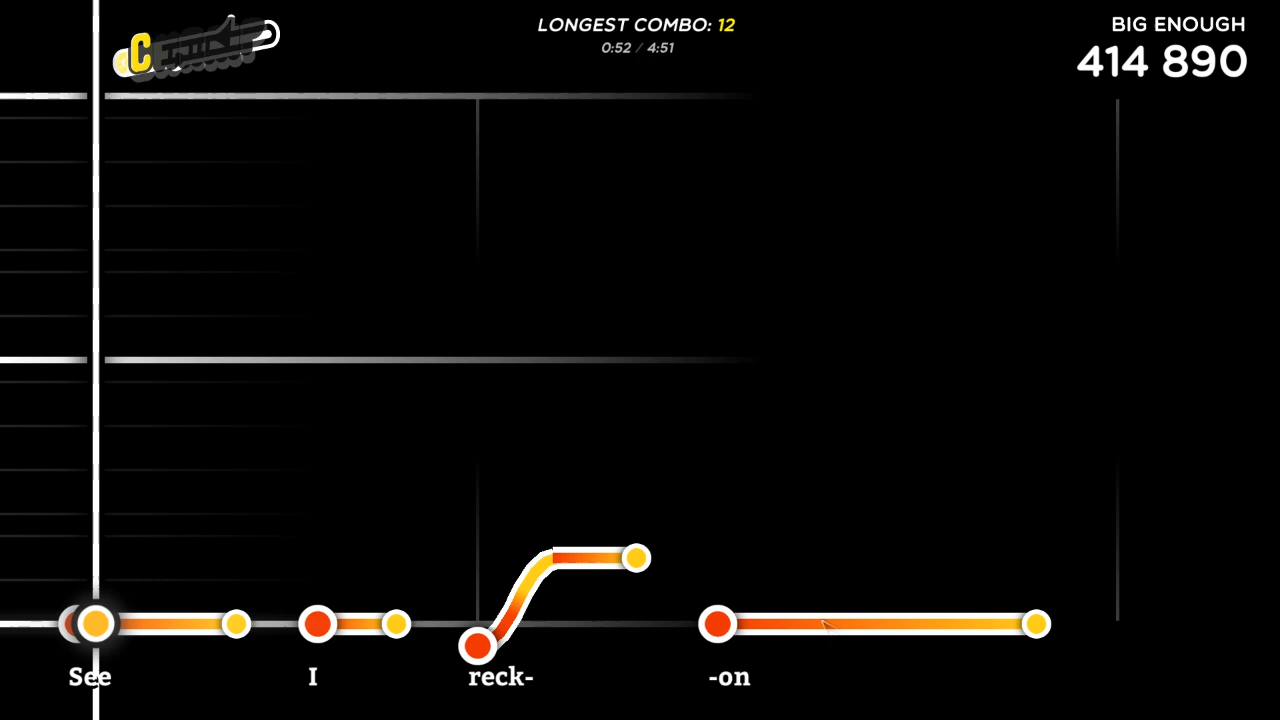 C
LONGEST COMBO: 12
0:52 / 4:51
BIG ENOUGH
414 890
See I reck- -on